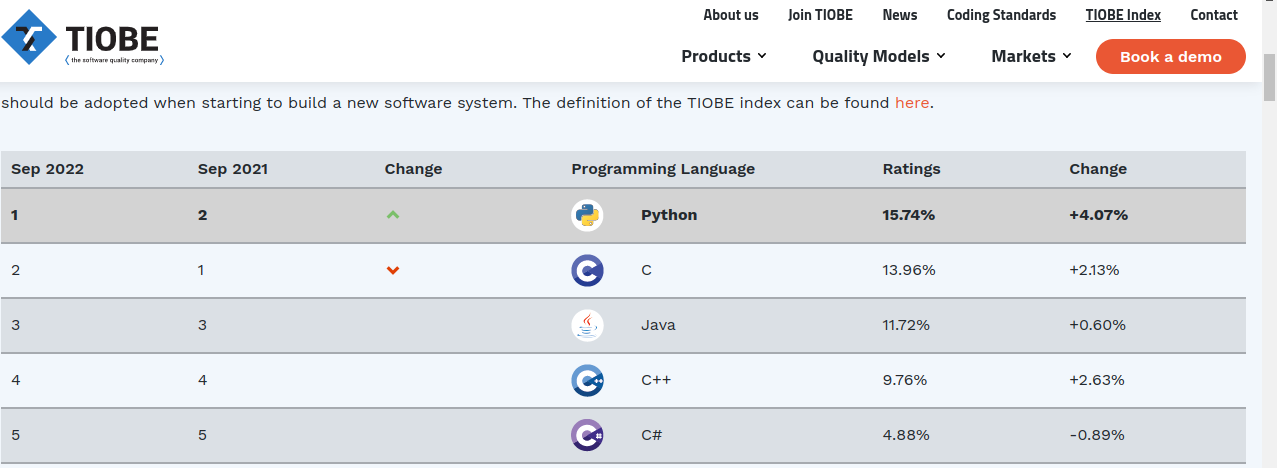 About us Join TIOBE News Coding Standards TIOBE Index Contact
TIOBE
(the software quality company)
Products Quality Models Markets Book a demo
should be adopted when starting to build a new software system. The definition of the TIOBE index can be found here.
Sep 2022 Sep 2021 Change Programming Language Ratings Change
1 2 Python 15.74% +4.07%
2 1 C 13.96% +2.13%
3 3 Java 11.72% +0.60%
4 4 C++ 9.76% +2.63%
5 5 C# 4.88% -0.89%